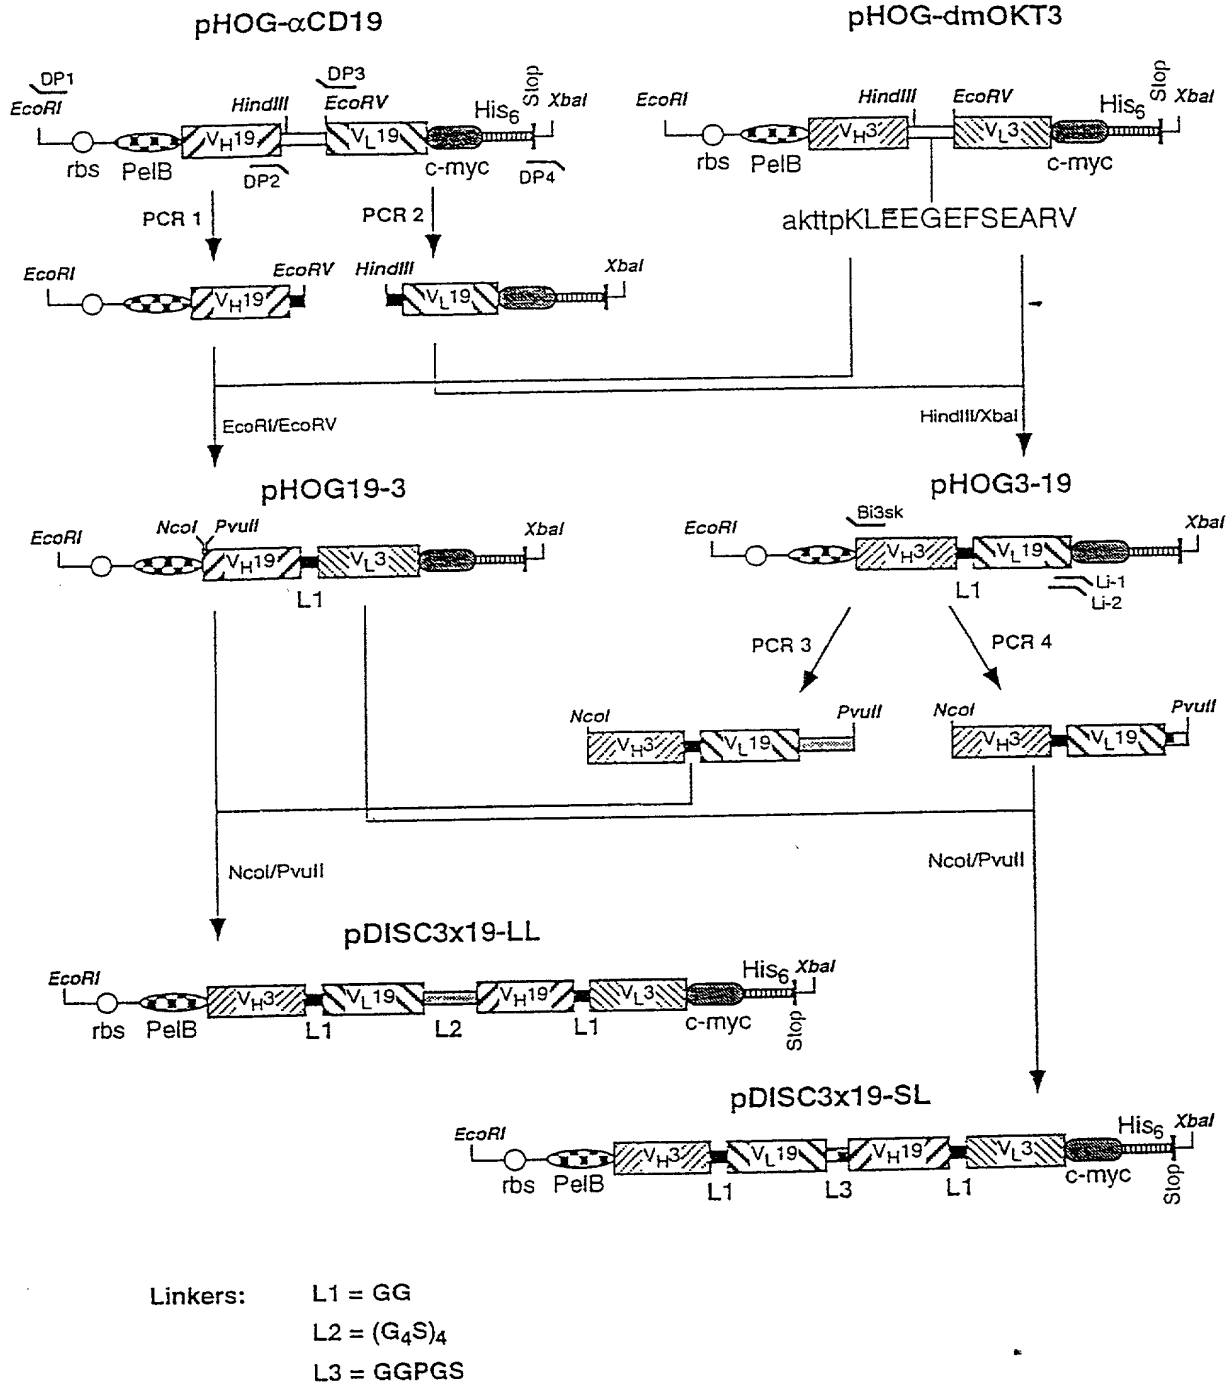 pHOG-αCD19
pHOG-dmOKT3
DP1
EcoRI
HindIII
DP3
EcoRV
His6
Stop
XbaI
VH19
VL19
rbs
PelB
DP2
c-myc
DP4
EcoRI
HindIII
EcoRV
His6
Stop
XbaI
VH3
VL3
rbs
PelB
c-myc
akttpKLEEGEFSEARV
PCR 1
PCR 2
EcoRI
EcoRV
VH19
HindIII
XbaI
VL19
EcoRI/EcoRV
HindIII/XbaI
pHOG19-3
pHOG3-19
EcoRI
NcoI
PvuII
XbaI
VH19
VL3
L1
EcoRI
Bi3sk
XbaI
VH3
VL19
L1
Li-1
Li-2
PCR 3
PCR 4
NcoI
PvuII
VH3
VL19
NcoI
PvuII
VH3
VL19
NcoI/PvuII
NcoI/PvuII
pDISC3x19-LL
EcoRI
His6
XbaI
VH3
VL19
VH19
VL3
rbs
PelB
L1
L2
L1
c-myc
Stop
pDISC3x19-SL
EcoRI
His6
XbaI
VH3
VL19
VH19
VL3
rbs
PelB
L1
L3
L1
c-myc
Stop
Linkers: L1 = GG
L2 = (G4S)4
L3 = GGPGS